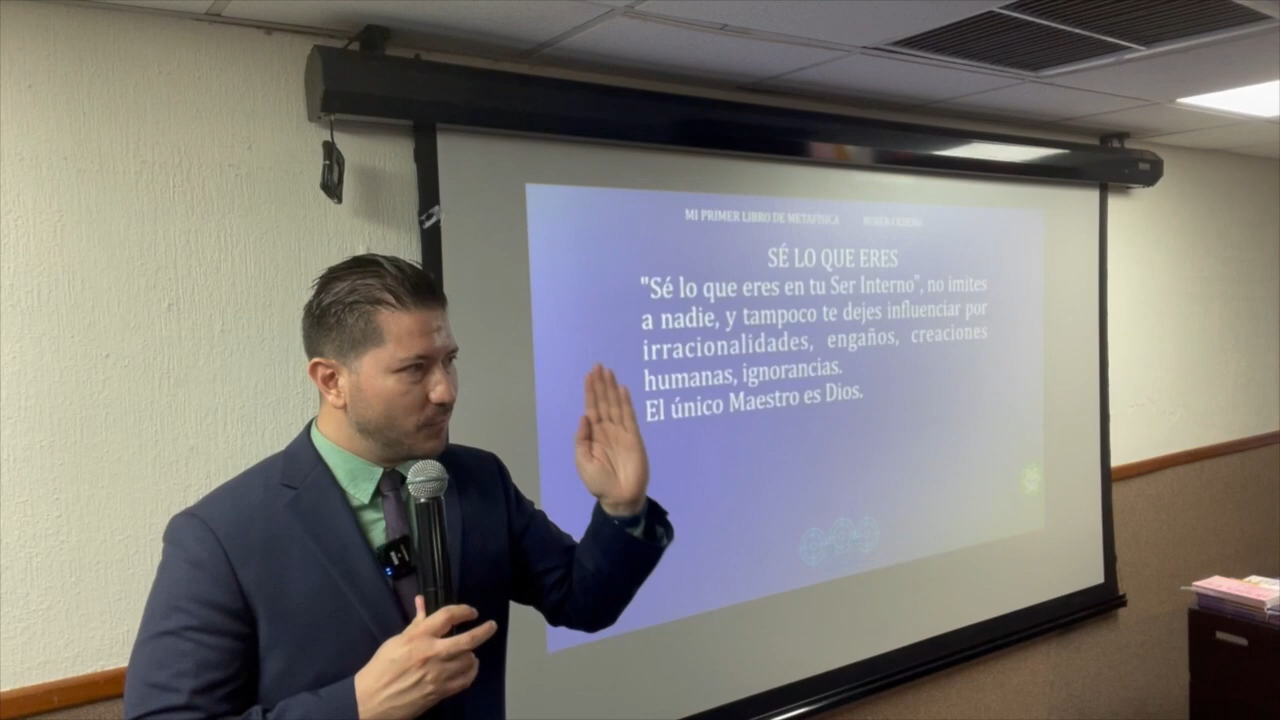 MI PRIMER LIBRO DE METAFÍSICA
SÉ LO QUE ERES
"Sé lo que eres en tu Ser Interno", no imites
a nadie, y tampoco te dejes influenciar por
irracionalidades, engaños, creaciones
humanas, ignorancias.
El único Maestro es Dios.